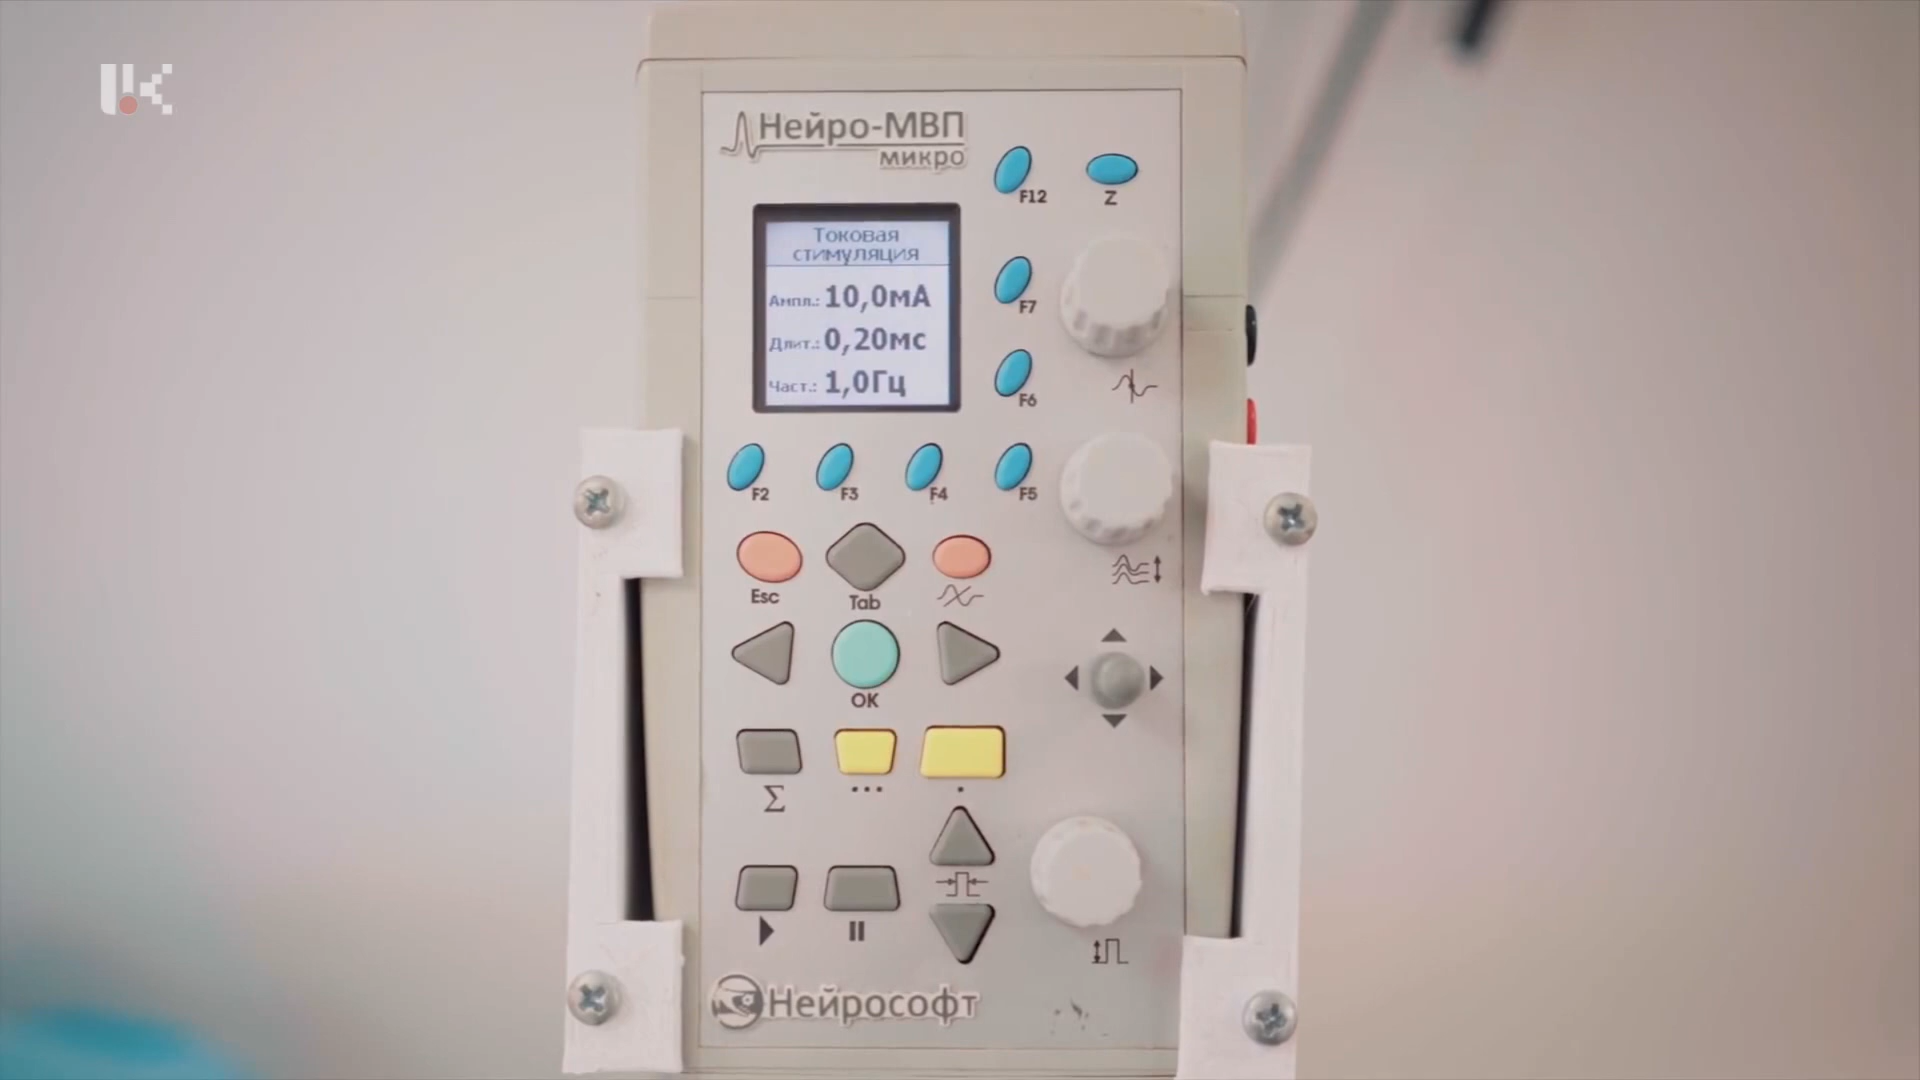 Нейро-МВП
микро
F12
Z
Токовая
стимуляция
Ампл.: 10,0мА
Длит.: 0,20мс
Част.: 1,0Гц
F7
F6
F2
F3
F4
F5
Esc
Tab
OK
Σ
Нейрософт